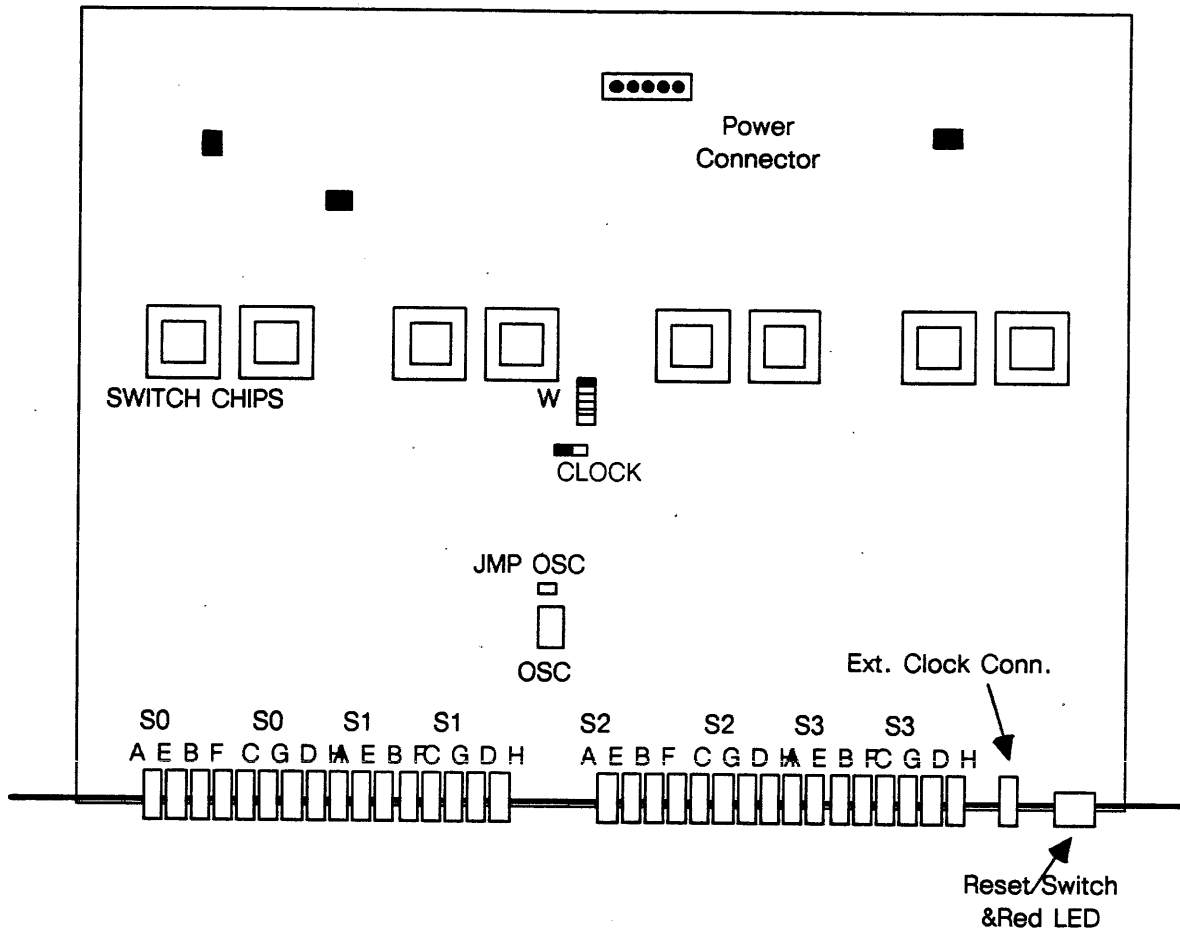 Power
Connector
SWITCH CHIPS
W
CLOCK
JMP OSC
OSC
Ext. Clock Conn.
S0 S0 S1 S1 S2 S2 S3 S3
A E B F C G D H A E B F C G D H A E B F C G D H A E B F C G D H
Reset Switch
&Red LED